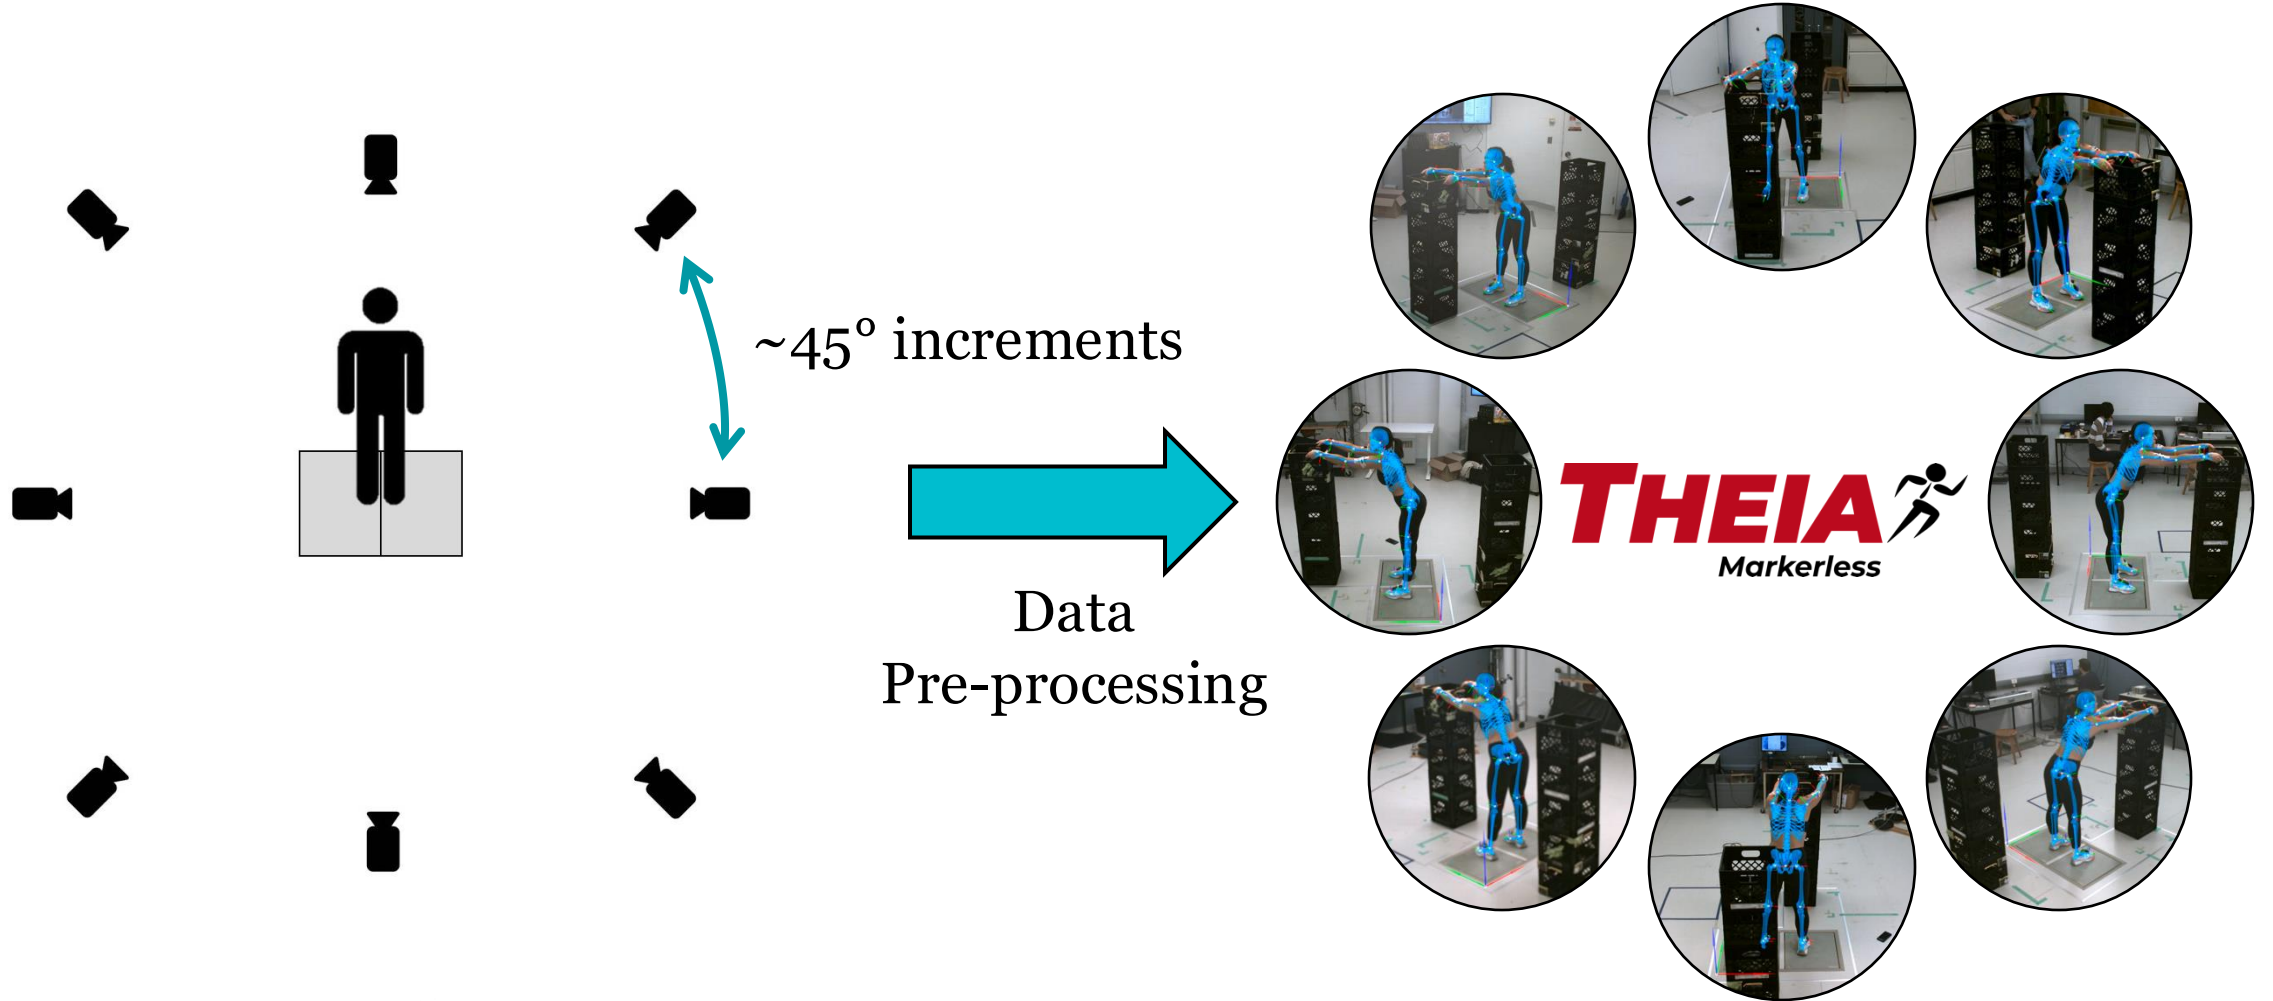 ~45° increments
Data
Pre-processing
THEIA
Markerless